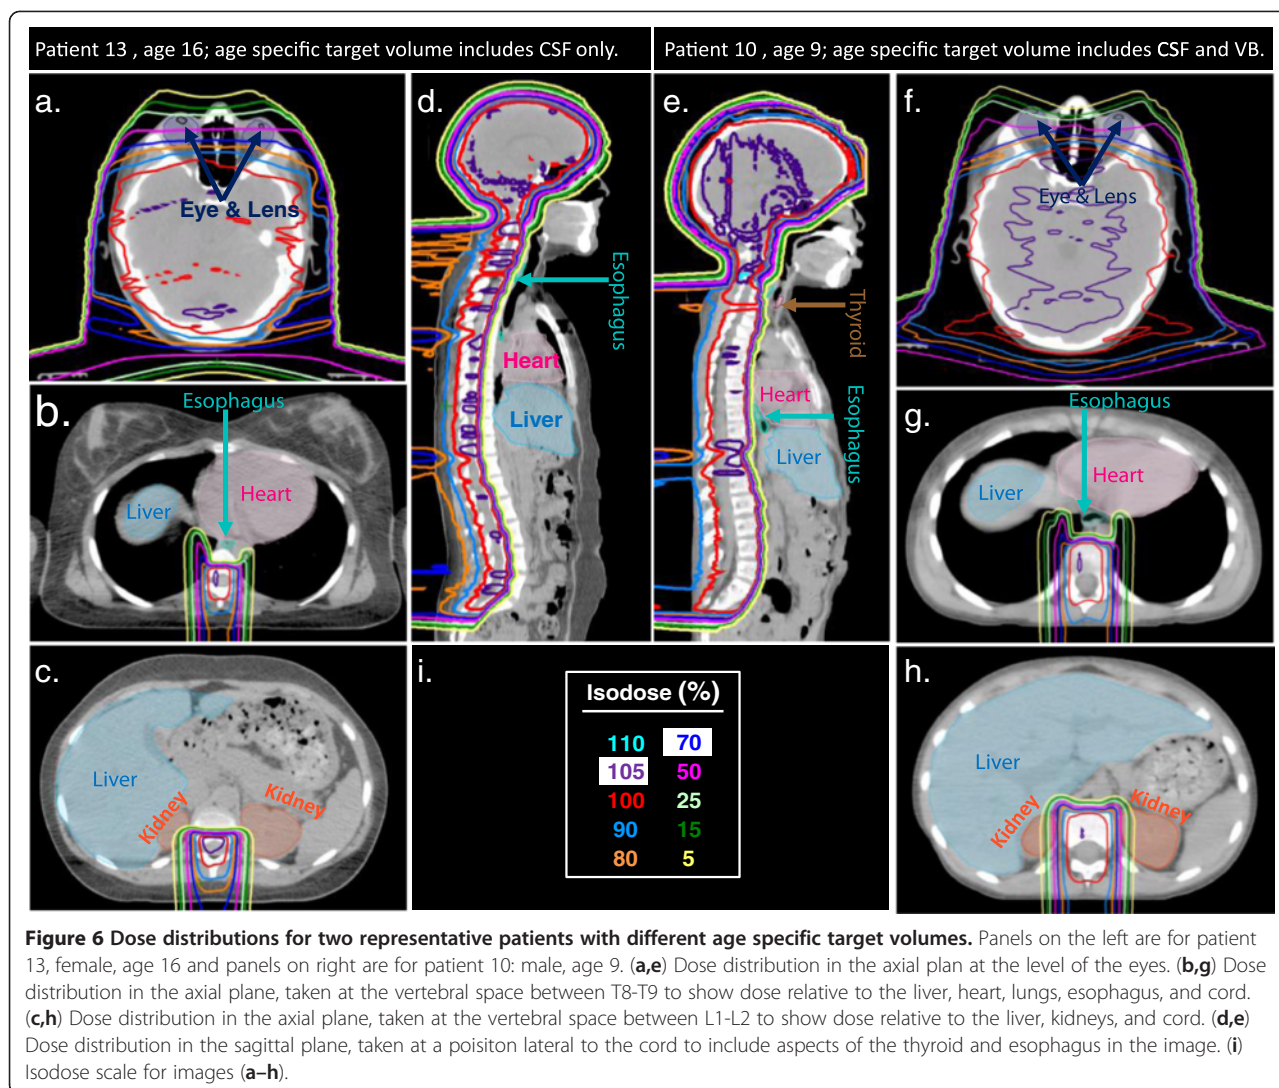 Patient 13 , age 16; age specific target volume includes CSF only.
Patient 10 , age 9; age specific target volume includes CSF and VB.
a.
Eye & Lens
d.
Esophagus
Heart
Liver
e.
Thyroid
Heart
Esophagus
Liver
f.
Eye & Lens
b.
Esophagus
Liver
Heart
g.
Esophagus
Liver
Heart
c.
Liver
Kidney
Kidney
i.
Isodose (%)
110 70
105 50
100 25
90 15
80 5
h.
Liver
Kidney
Kidney
Figure 6 Dose distributions for two representative patients with different age specific target volumes. Panels on the left are for patient
13, female, age 16 and panels on right are for patient 10: male, age 9. (a,e) Dose distribution in the axial plan at the level of the eyes. (b,g) Dose
distribution in the axial plane, taken at the vertebral space between T8-T9 to show dose relative to the liver, heart, lungs, esophagus, and cord.
(c,h) Dose distribution in the axial plane, taken at the vertebral space between L1-L2 to show dose relative to the liver, kidneys, and cord. (d,e)
Dose distribution in the sagittal plane, taken at a poisiton lateral to the cord to include aspects of the thyroid and esophagus in the image. (i)
Isodose scale for images (a–h).